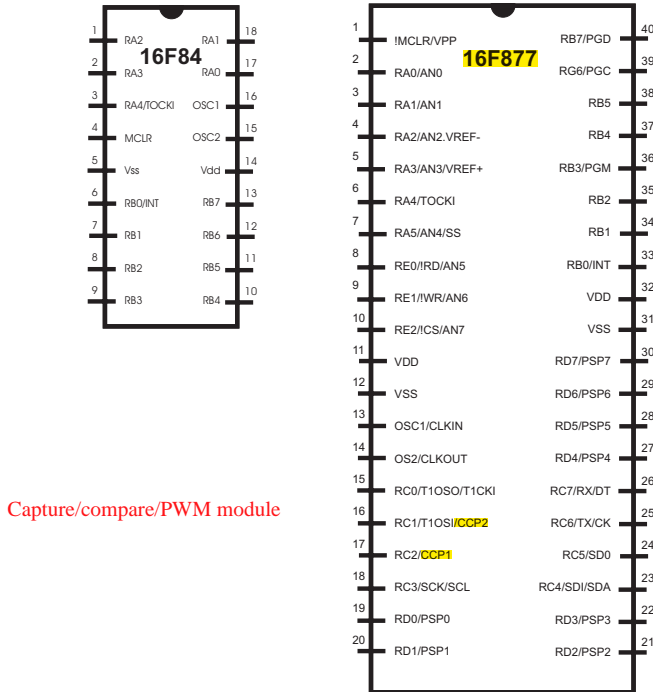 16F84
1 RA2 RA1 18
2 RA3 RA0 17
3 RA4/TOCKI OSC1 16
4 MCLR OSC2 15
5 Vss Vdd 14
6 RB0/INT RB7 13
7 RB1 RB6 12
8 RB2 RB5 11
9 RB3 RB4 10
16F877
1 !MCLR/VPP RB7/PGD 40
2 RA0/AN0 RG6/PGC 39
3 RA1/AN1 RB5 38
4 RA2/AN2.VREF- RB4 37
5 RA3/AN3/VREF+ RB3/PGM 36
6 RA4/TOCKI RB2 35
7 RA5/AN4/SS RB1 34
8 RE0/!RD/AN5 RB0/INT 33
9 RE1/!WR/AN6 VDD 32
10 RE2/!CS/AN7 VSS 31
11 VDD RD7/PSP7 30
12 VSS RD6/PSP6 29
13 OSC1/CLKIN RD5/PSP5 28
14 OS2/CLKOUT RD4/PSP4 27
15 RC0/T1OSO/T1CKI RC7/RX/DT 26
16 RC1/T1OSI/CCP2 RC6/TX/CK 25
17 RC2/CCP1 RC5/SD0 24
18 RC3/SCK/SCL RC4/SDI/SDA 23
19 RD0/PSP0 RD3/PSP3 22
20 RD1/PSP1 RD2/PSP2 21
Capture/compare/PWM module